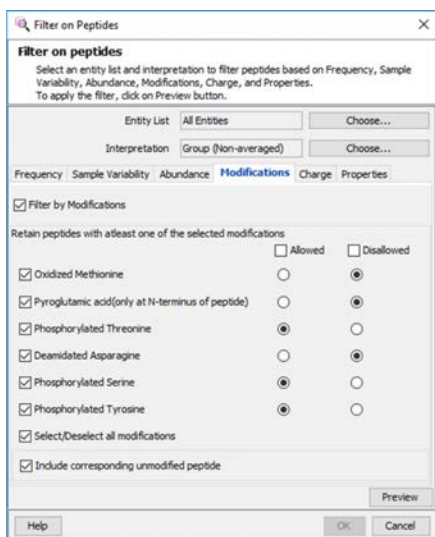 Filter on Peptides
Filter on peptides
Select an entity list and interpretation to filter peptides based on Frequency, Sample
Variability, Abundance, Modifications, Charge, and Properties.
To apply the filter, click on Preview button.
Entity List All Entities Choose...
Interpretation Group (Non-averaged) Choose...
Frequency Sample Variability Abundance Modifications Charge Properties
Filter by Modifications
Retain peptides with atleast one of the selected modifications
Allowed Disallowed
Oxidized Methionine
Pyroglutamic acid(only at N-terminus of peptide)
Phosphorylated Threonine
Deamidated Asparagine
Phosphorylated Serine
Phosphorylated Tyrosine
Select/Deselect all modifications
Include corresponding unmodified peptide
Preview
Help OK Cancel